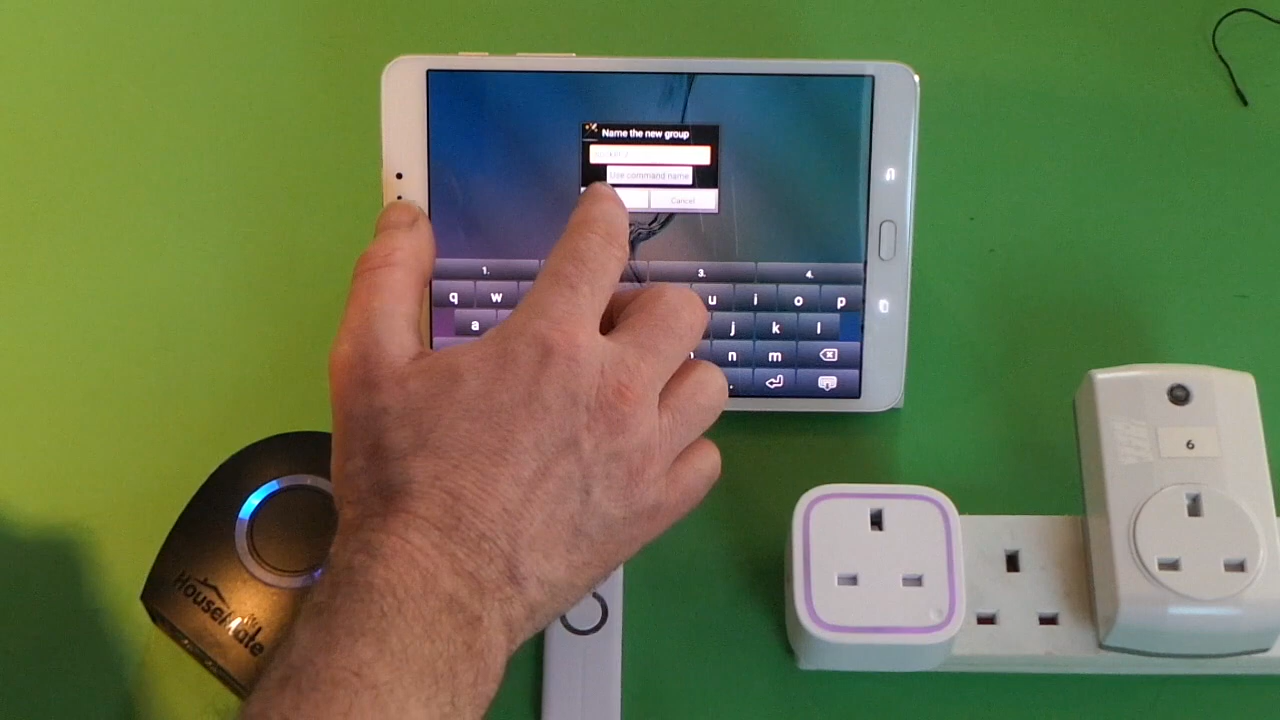 Name the new group
Use command name
Cancel
1. 3. 4.
q w u i o p
a j k l
n m
.
6
HouseMate